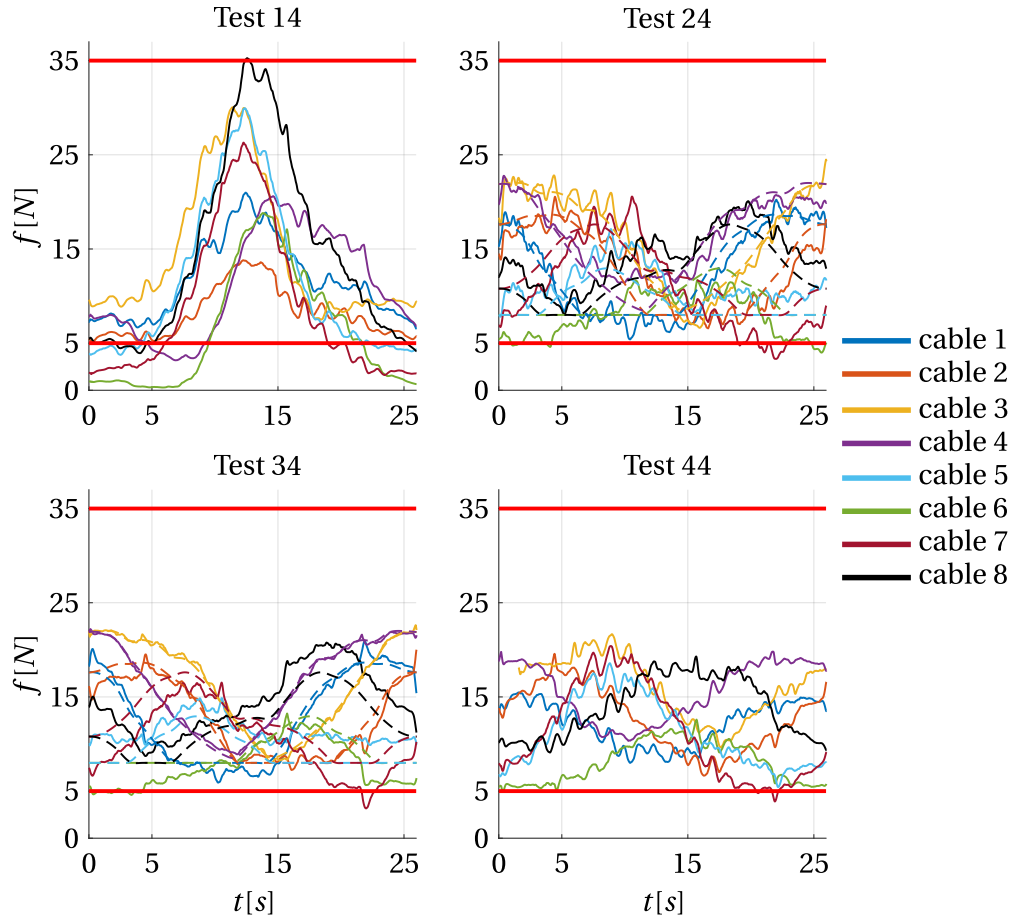 Test 14
Test 24
35
25
15
5
0
f [N]
0 5 15 25
35
25
15
5
0
0 5 15 25
cable 1
cable 2
cable 3
cable 4
cable 5
cable 6
cable 7
cable 8
Test 34
Test 44
35
25
15
5
0
f [N]
0 5 15 25
t [s]
35
25
15
5
0
0 5 15 25
t [s]